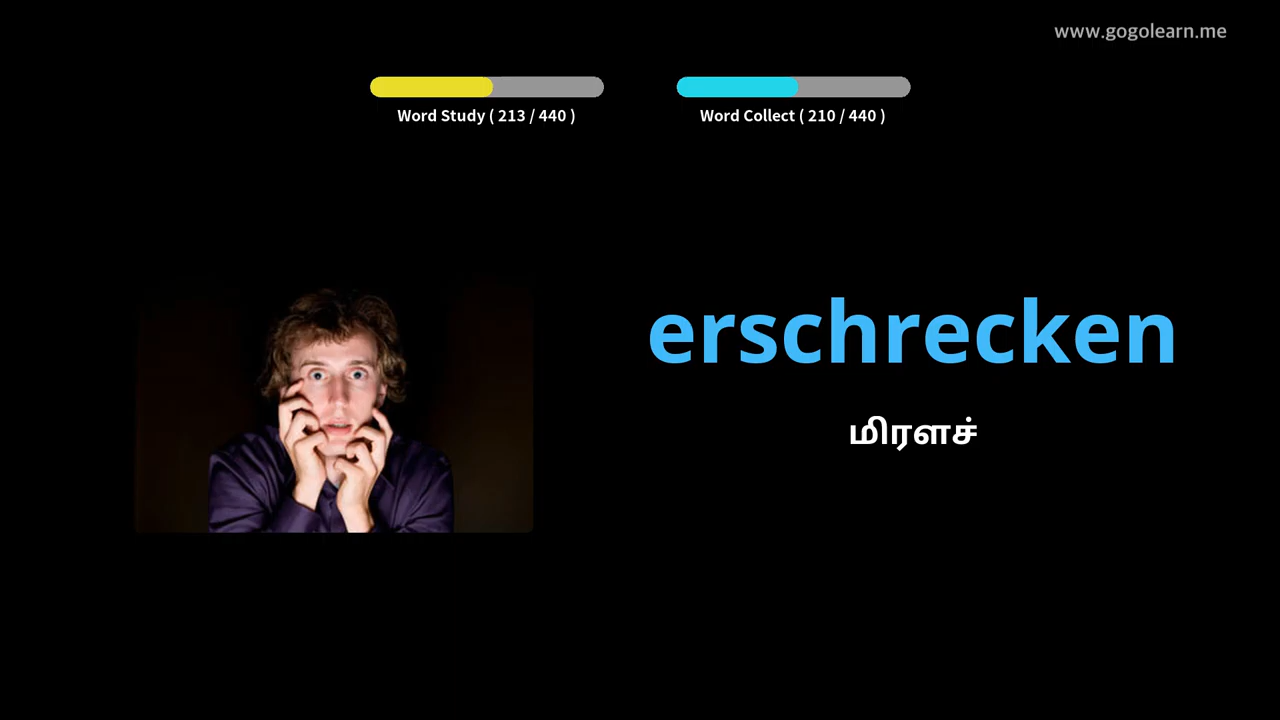 www.gogolearn.me
Word Study ( 213 / 440 )
Word Collect ( 210 / 440 )
erschrecken
மிரளச்